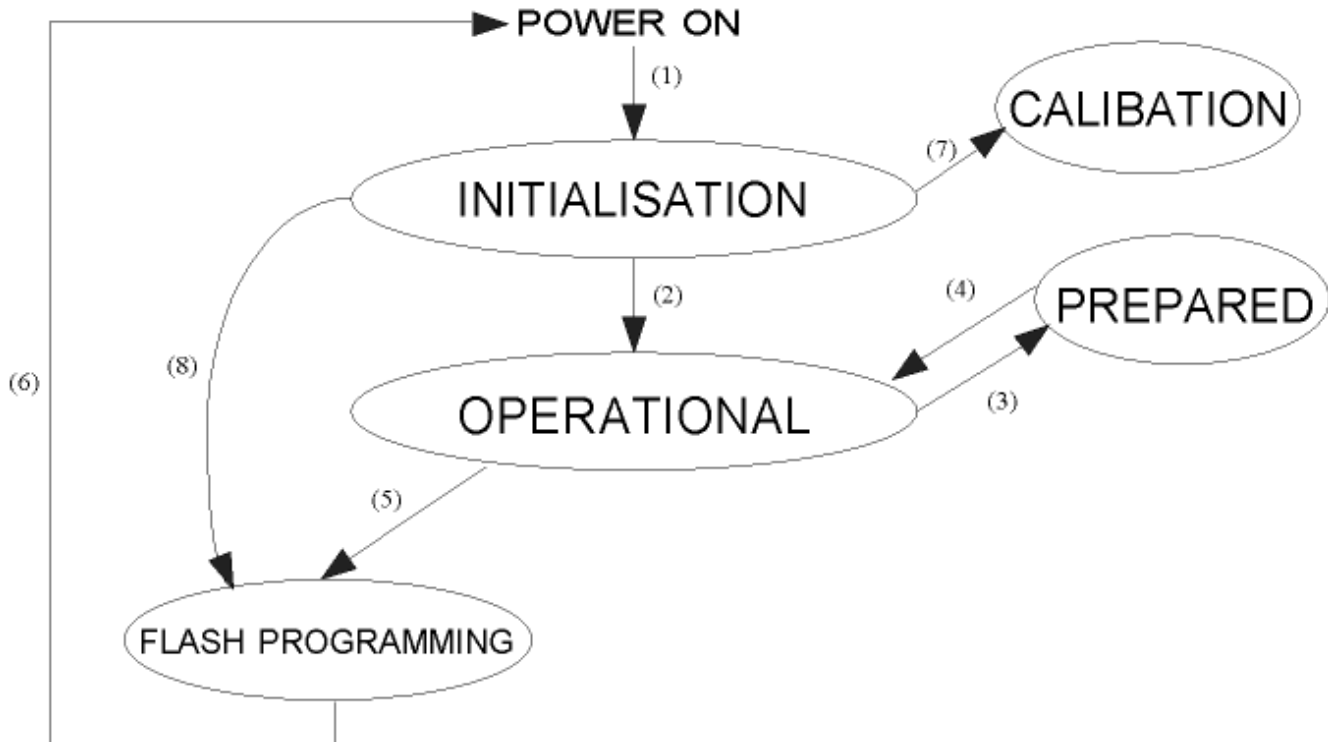 POWER ON
(1)
CALIBATION
(7)
INITIALISATION
(2)
(4)
PREPARED
(8)
(6)
(3)
OPERATIONAL
(5)
FLASH PROGRAMMING